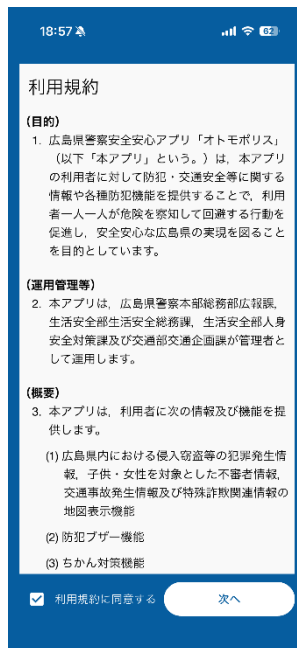 18:57
62
利用規約
(目的)
1. 広島県警察安全安心アプリ「オトモポリス」
(以下「本アプリ」という。)は，本アプリ
の利用者に対して防犯・交通安全等に関する
情報や各種防犯機能を提供することで，利用
者一人一人が危険を察知して回避する行動を
促進し，安全安心な広島県の実現を図ること
を目的としています。
(運用管理等)
2. 本アプリは，広島県警察本部総務部広報課，
生活安全部生活安全総務課，生活安全部人身
安全対策課及び交通部交通企画課が管理者と
して運用します。
(概要)
3. 本アプリは，利用者に次の情報及び機能を提
供します。
(1) 広島県内における侵入窃盗等の犯罪発生情
報，子供・女性を対象とした不審者情報，
交通事故発生情報及び特殊詐欺関連情報の
地図表示機能
(2) 防犯ブザー機能
(3) ちかん対策機能
利用規約に同意する
次へ